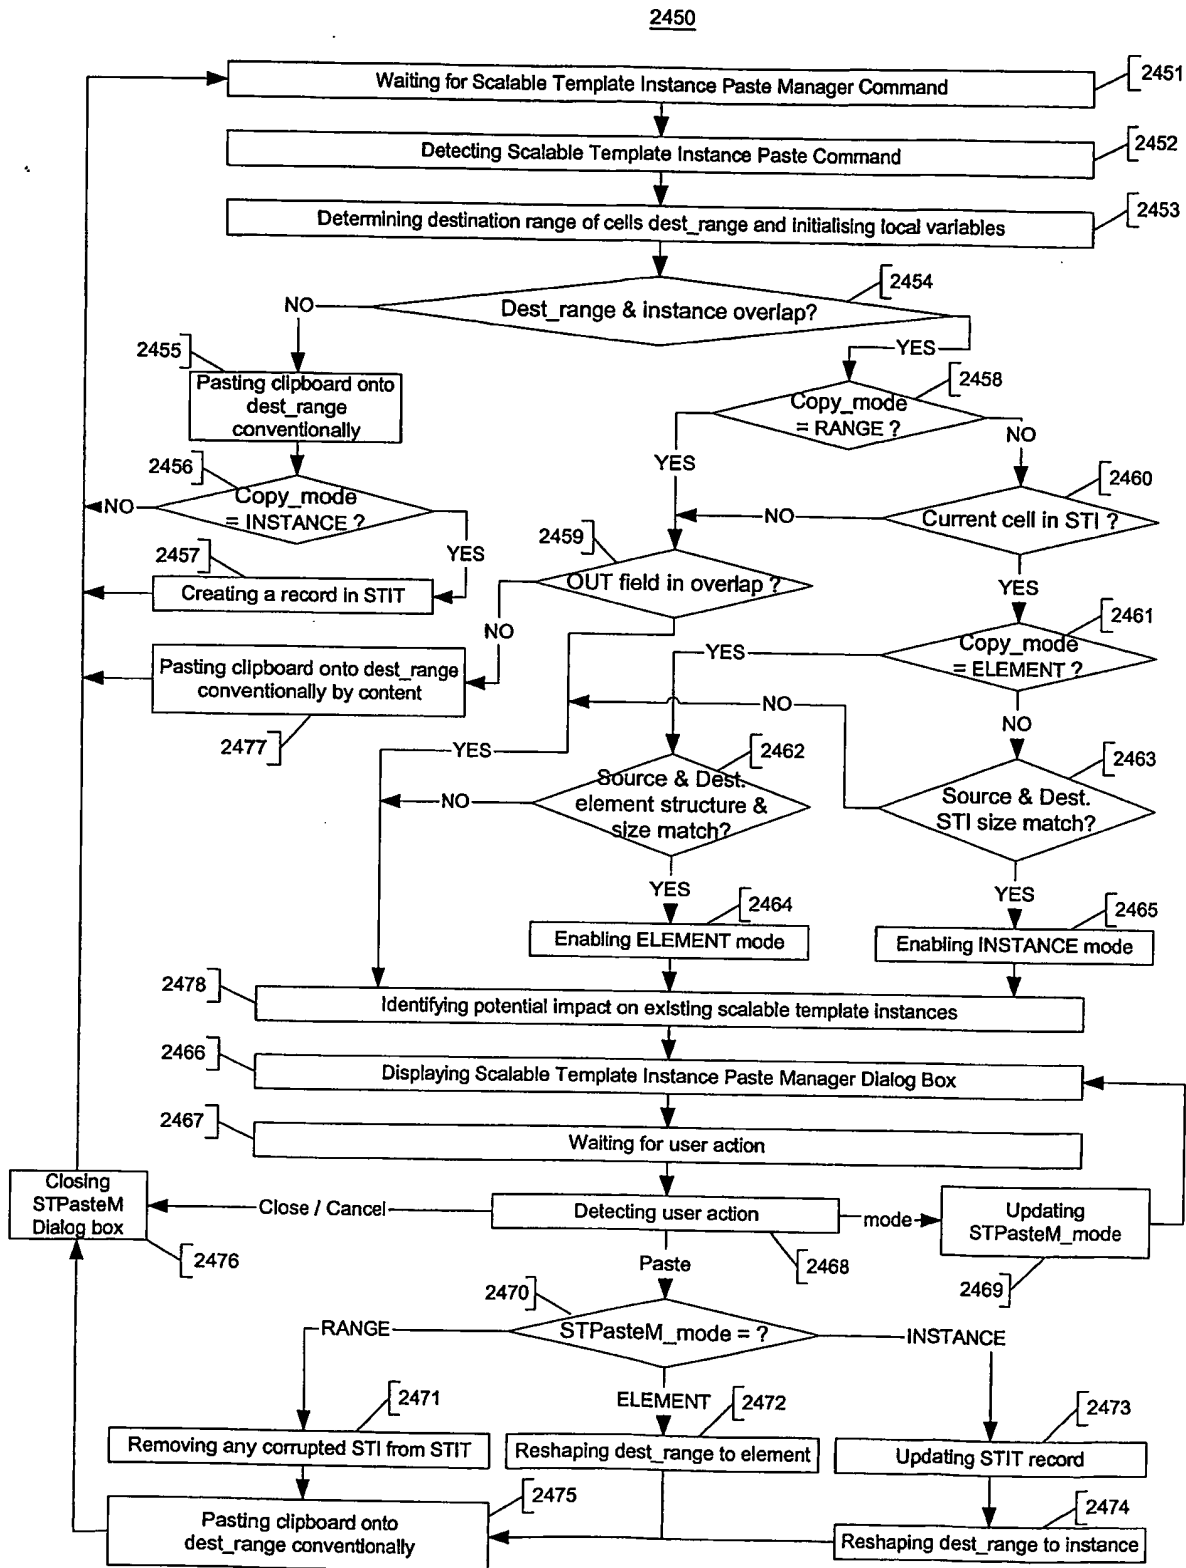 2450
Waiting for Scalable Template Instance Paste Manager Command
2451
Detecting Scalable Template Instance Paste Command
2452
Determining destination range of cells dest_range and initialising local variables
2453
Dest_range & instance overlap?
2454
NO
YES
2455
Pasting clipboard onto
dest_range
conventionally
2458
Copy_mode
= RANGE ?
YES
NO
2456
Copy_mode
= INSTANCE ?
NO
YES
2460
Current cell in STI ?
NO
YES
2457
Creating a record in STIT
2459
OUT field in overlap ?
NO
YES
2461
Copy_mode
= ELEMENT ?
YES
NO
Pasting clipboard onto dest_range
conventionally by content
2477
2462
Source & Dest.
element structure &
size match?
NO
YES
2463
Source & Dest.
STI size match?
NO
YES
2464
Enabling ELEMENT mode
2465
Enabling INSTANCE mode
2478
Identifying potential impact on existing scalable template instances
2466
Displaying Scalable Template Instance Paste Manager Dialog Box
2467
Waiting for user action
Closing
STPasteM
Dialog box
2476
Close / Cancel
Detecting user action
2468
mode
Updating
STPasteM_mode
2469
Paste
2470
STPasteM_mode = ?
RANGE
ELEMENT
INSTANCE
2471
Removing any corrupted STI from STIT
2472
Reshaping dest_range to element
2473
Updating STIT record
2475
Pasting clipboard onto
dest_range conventionally
2474
Reshaping dest_range to instance